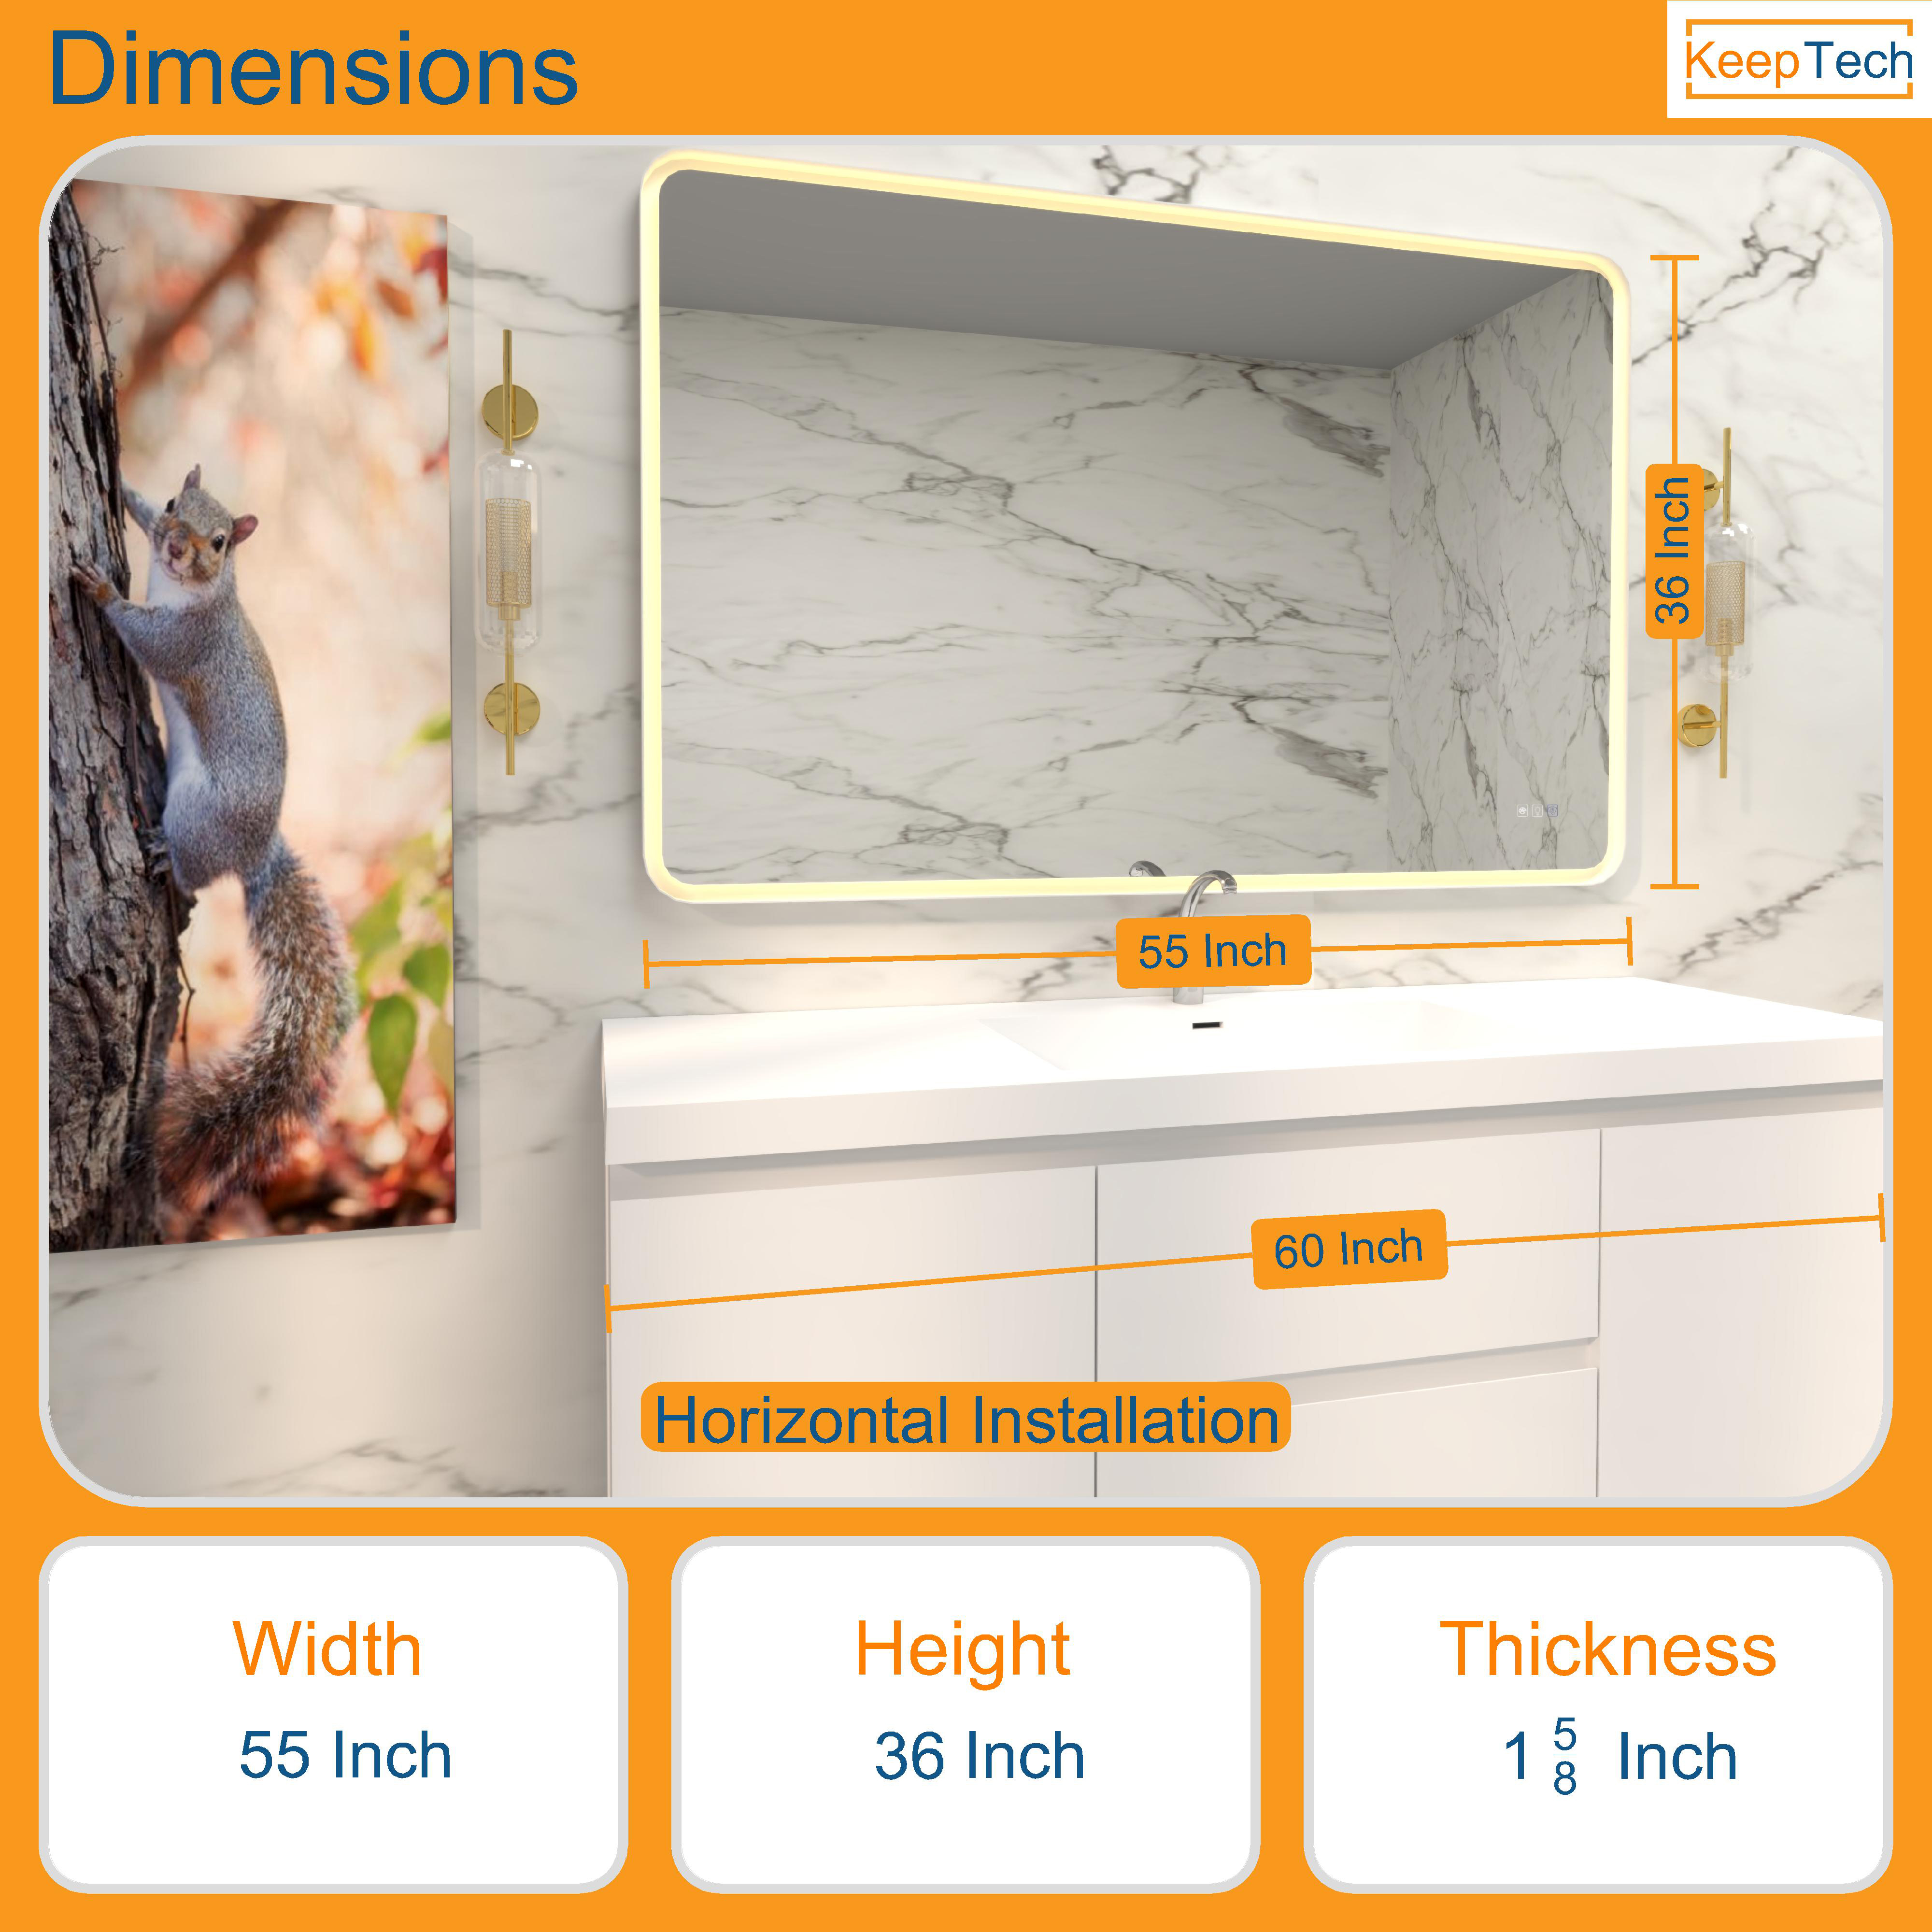 Dimensions
KeepTech
36 Inch
55 Inch
60 Inch
Horizontal Installation
Width
55 Inch
Height
36 Inch
Thickness
1 5/8 Inch